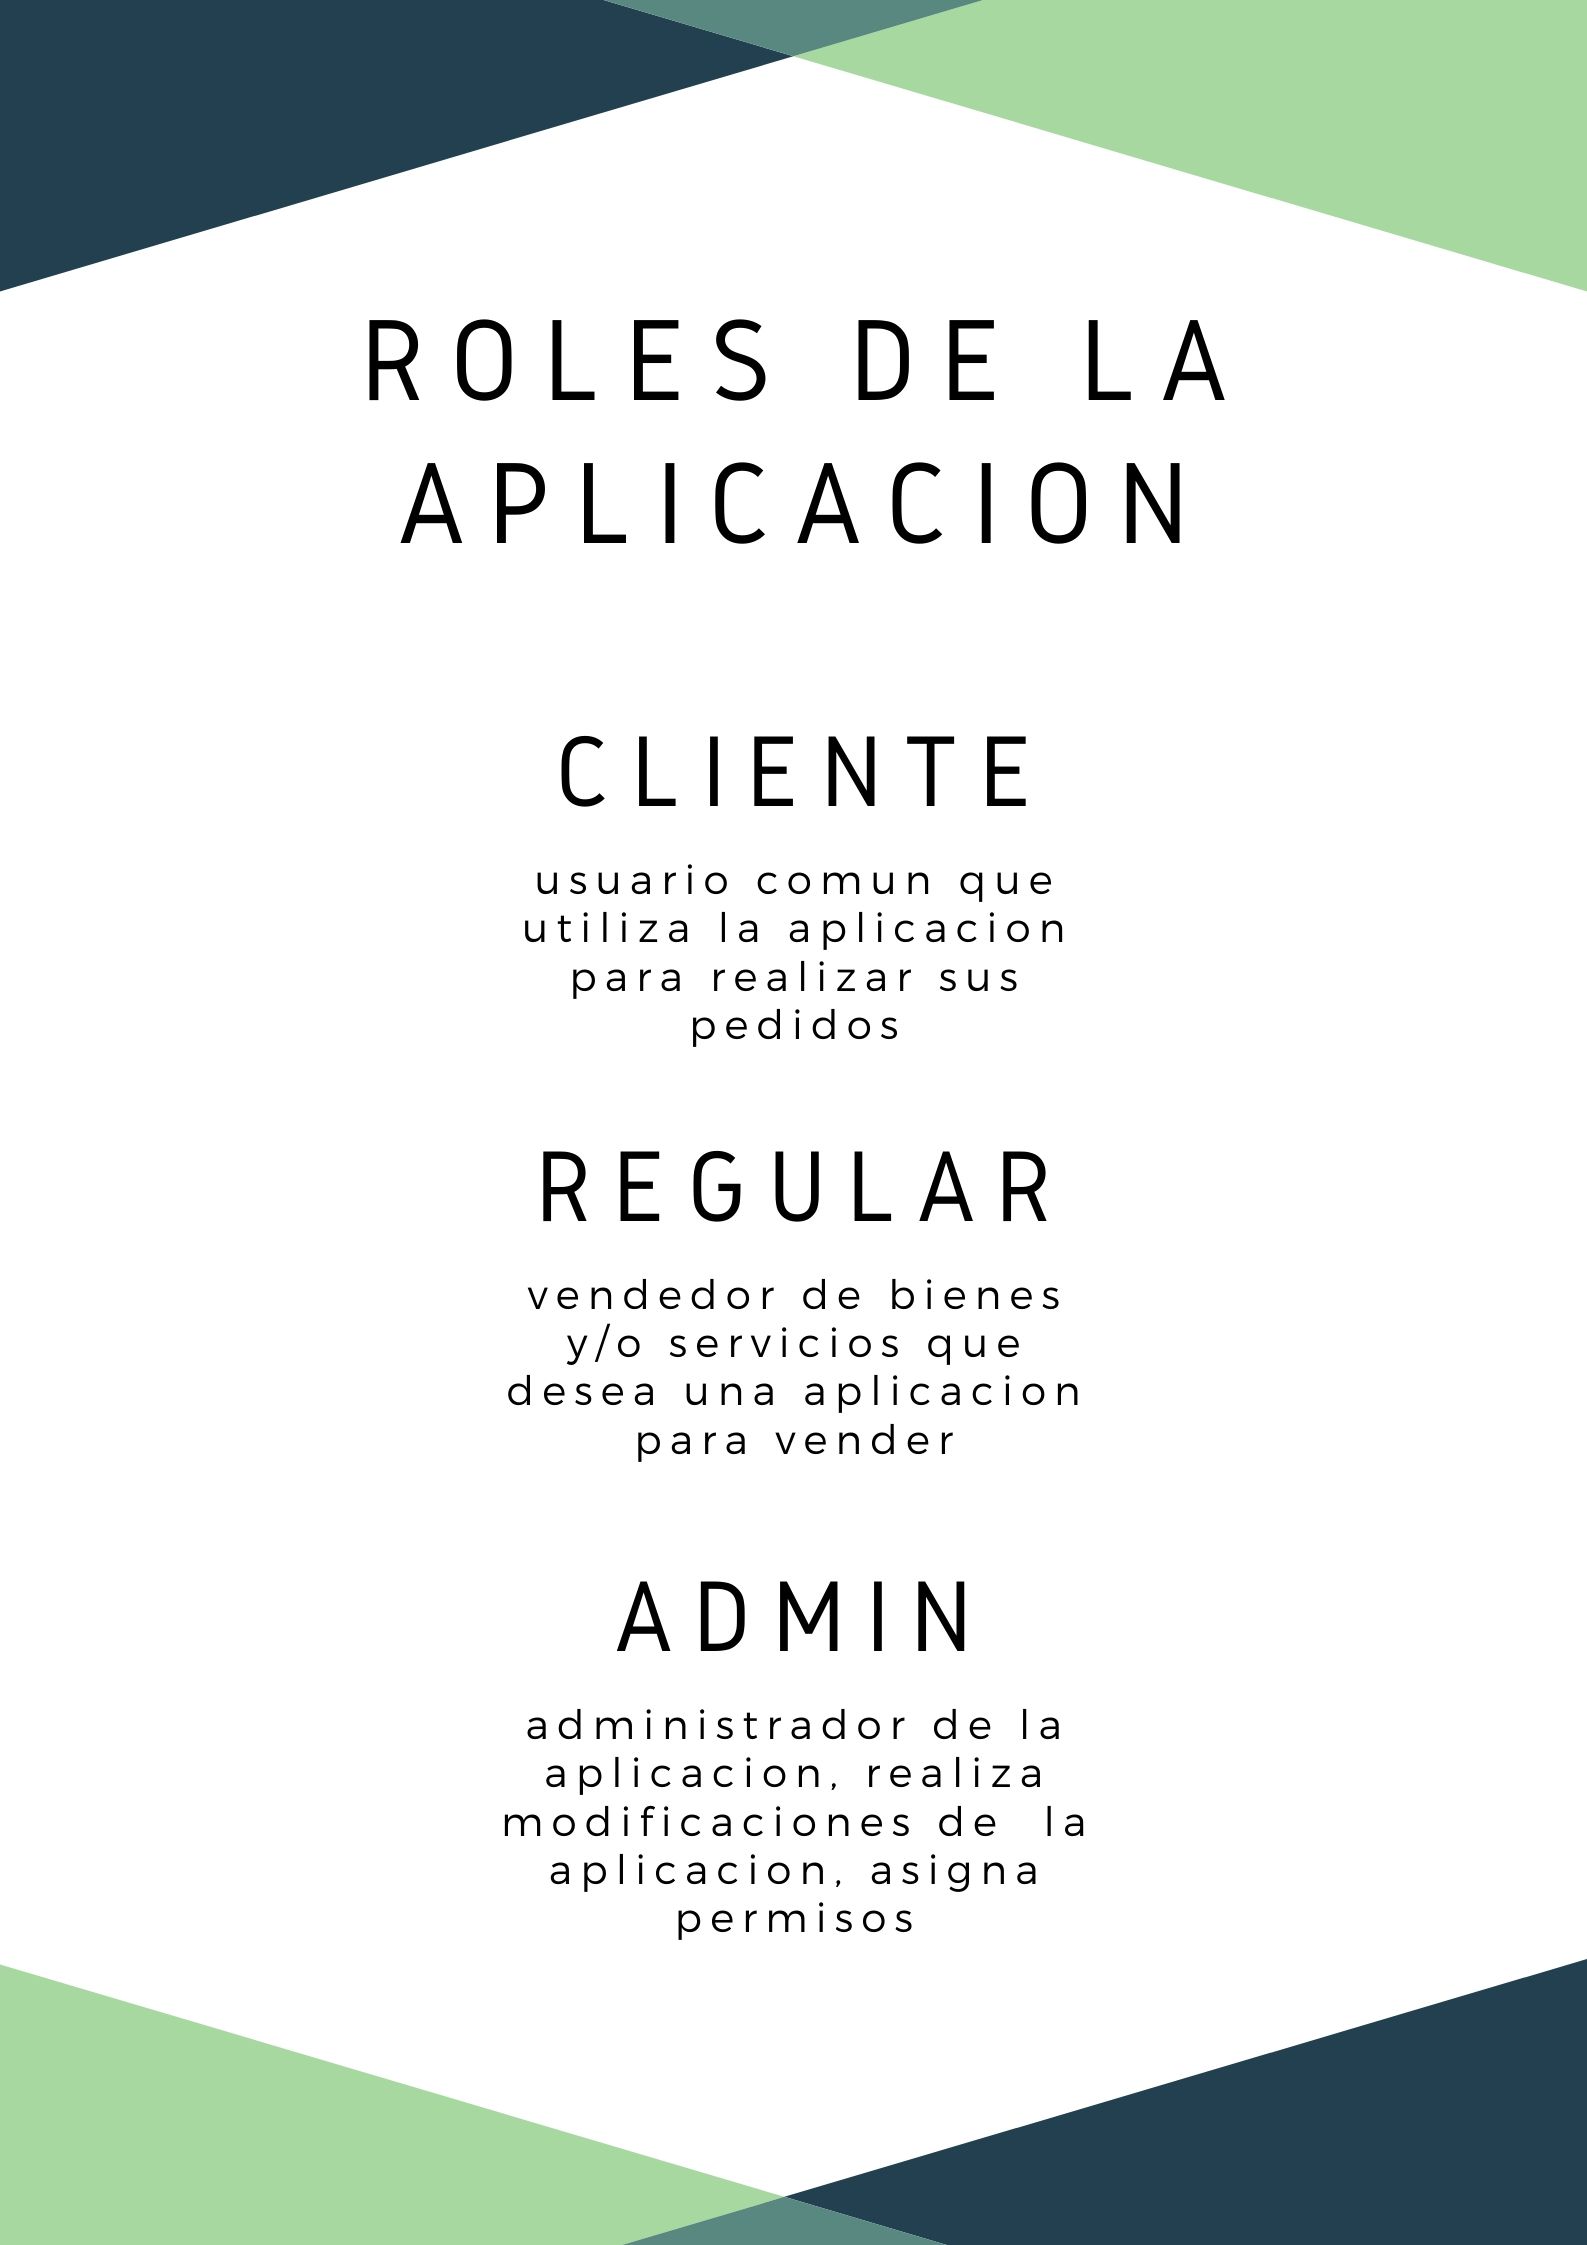 ROLES DE LA
APLICACION
CLIENTE
usuario comun que
utiliza la aplicacion
para realizar sus
pedidos
REGULAR
vendedor de bienes
y/o servicios que
desea una aplicacion
para vender
ADMIN
administrador de la
aplicacion, realiza
modificaciones de  la
aplicacion, asigna
permisos